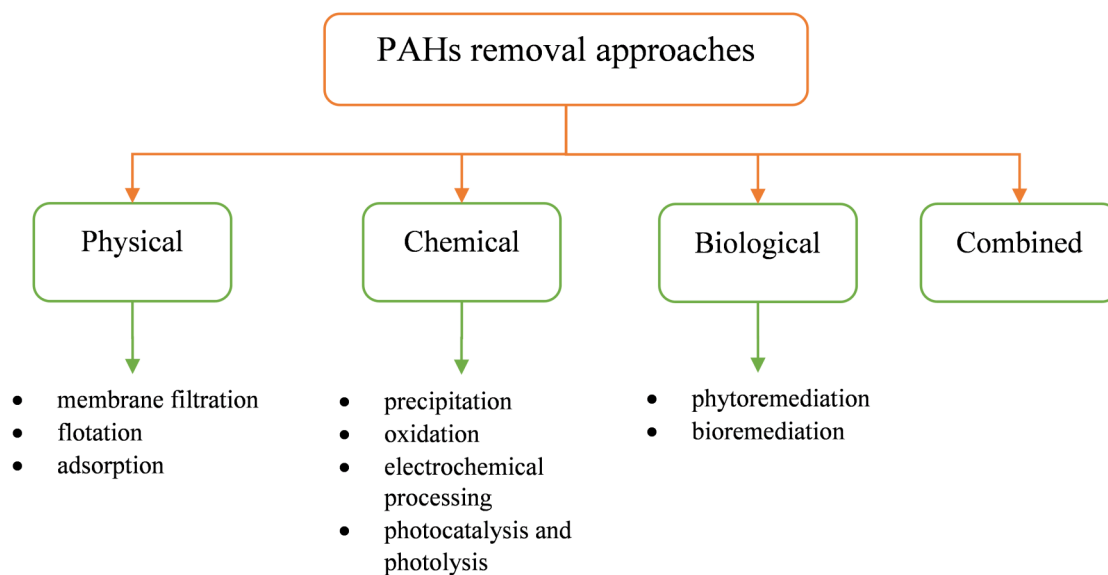 PAHs removal approaches
Physical
Chemical
Biological
Combined
• membrane filtration
• flotation
• adsorption
• precipitation
• oxidation
• electrochemical
processing
• photocatalysis and
photolysis
• phytoremediation
• bioremediation